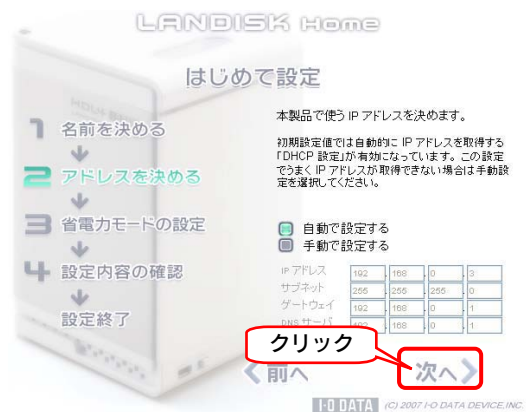 LANDISK Home
はじめて設定
1 名前を決める
2 アドレスを決める
3 省電力モードの設定
4 設定内容の確認
設定終了
本製品で使う IP アドレスを決めます。
初期設定値では自動的に IP アドレスを取得する
「DHCP 設定」が有効になっています。この設定
でうまく IP アドレスが取得できない場合は手動設
定を選択してください。
自動で設定する
手動で設定する
IP アドレス 192 . 168 . 0 . 3
サブネット 255 . 255 . 255 . 0
ゲートウェイ 192 . 168 . 0 . 1
DNS サーバ 192 . 168 . 0 . 1
クリック
前へ
次へ
I-O DATA (C) 2007 I-O DATA DEVICE, INC.